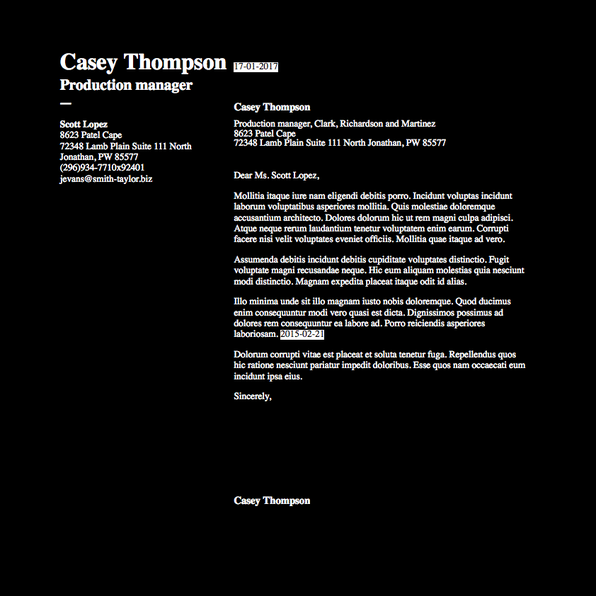 Casey Thompson 17-01-2017
Production manager
Scott Lopez
8623 Patel Cape
72348 Lamb Plain Suite 111 North
Jonathan, PW 85577
(296)934-7710x92401
jevans@smith-taylor.biz
Casey Thompson
Production manager, Clark, Richardson and Martinez
8623 Patel Cape
72348 Lamb Plain Suite 111 North Jonathan, PW 85577
Dear Ms. Scott Lopez,
Mollitia itaque iure nam eligendi debitis porro. Incidunt voluptas incidunt
laborum voluptatibus asperiores mollitia. Quis molestiae doloremque
accusantium architecto. Dolores dolorum hic ut rem magni culpa adipisci.
Atque neque rerum laudantium tenetur voluptatem enim earum. Corrupti
facere nisi velit voluptates eveniet officiis. Mollitia quae itaque ad vero.
Assumenda debitis incidunt debitis cupiditate voluptates distinctio. Fugit
voluptate magni recusandae neque. Hic eum aliquam molestias quia nesciunt
modi distinctio. Magnam expedita placeat itaque odit id alias.
Illo minima unde sit illo magnam iusto nobis doloremque. Quod ducimus
enim consequuntur modi vero quasi est dicta. Dignissimos possimus ad
dolores rem consequuntur ea labore ad. Porro reiciendis asperiores
laboriosam. 2015-02-21
Dolorum corrupti vitae est placeat et soluta tenetur fuga. Repellendus quos
hic ratione nesciunt pariatur impedit doloribus. Esse quos nam occaecati eum
incidunt ipsa eius.
Sincerely,
Casey Thompson